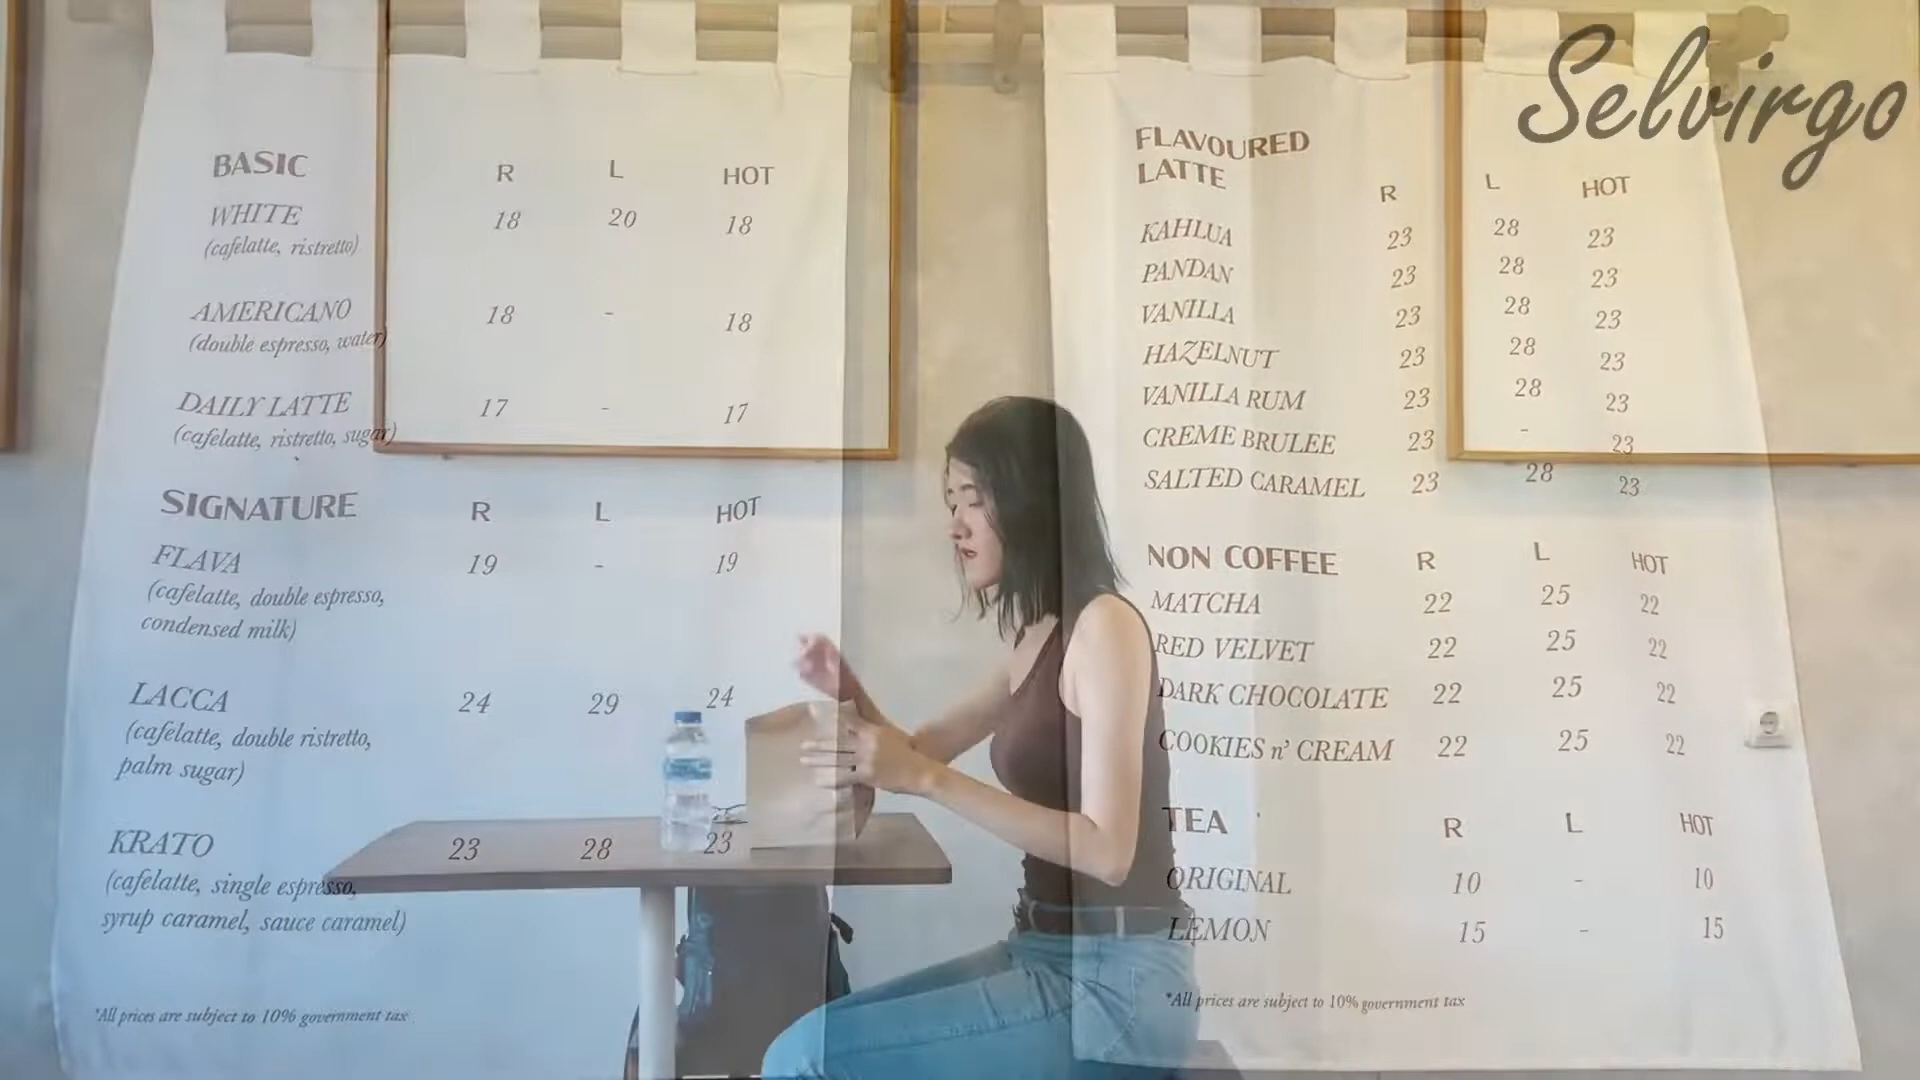 Selvirgo
BASIC R L HOT
WHITE 18 20 18
(cafelatte, ristretto)
AMERICANO 18 - 18
(double espresso, water)
DAILY LATTE 17 - 17
(cafelatte, ristretto, sugar)
SIGNATURE R L HOT
FLAVA 19 - 19
(cafelatte, double espresso,
condensed milk)
LACCA 24 29 24
(cafelatte, double ristretto,
palm sugar)
KRATO 23 28 23
(cafelatte, single espresso,
syrup caramel, sauce caramel)
*All prices are subject to 10% government tax
FLAVOURED
LATTE R L HOT
KAHLUA 23 28 23
PANDAN 23 28 23
VANILLA 23 28 23
HAZELNUT 23 28 23
VANILLA RUM 23 28 23
CREME BRULEE 23 - 23
SALTED CARAMEL 23 28 23
NON COFFEE R L HOT
MATCHA 22 25 22
RED VELVET 22 25 22
DARK CHOCOLATE 22 25 22
COOKIES n' CREAM 22 25 22
TEA R L HOT
ORIGINAL 10 - 10
LEMON 15 - 15
*All prices are subject to 10% government tax